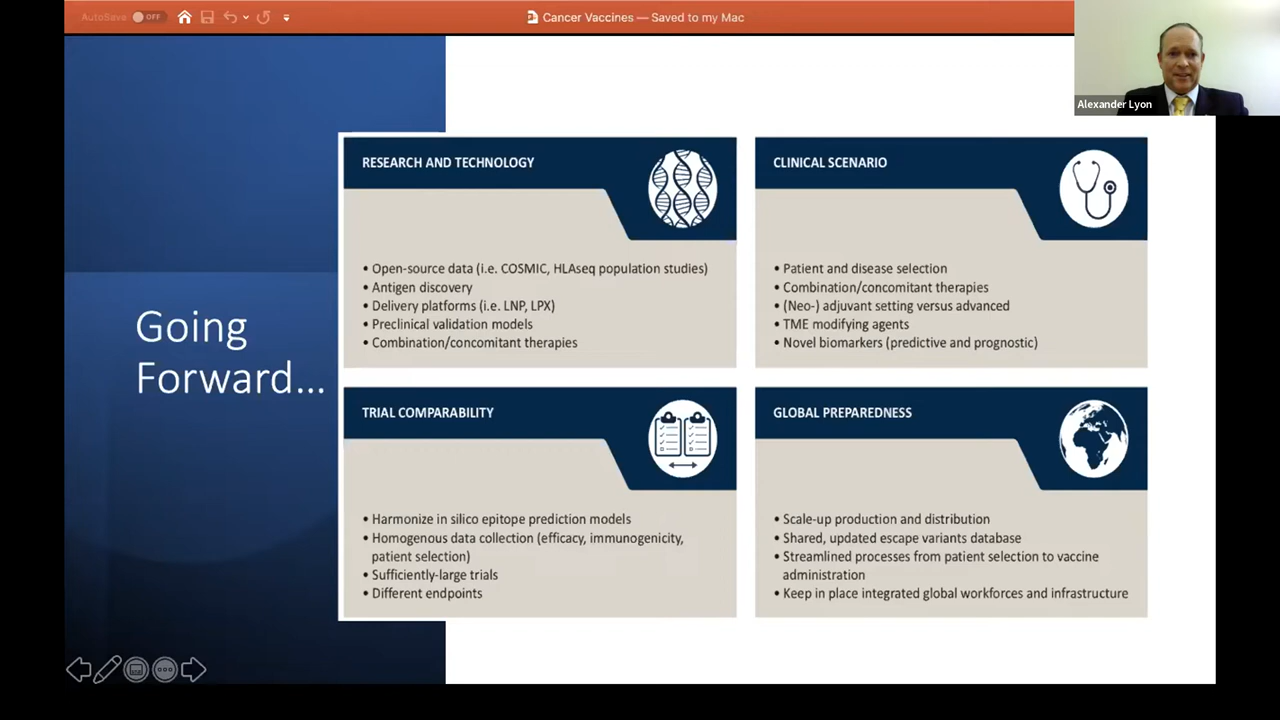 AutoSave OFF
Cancer Vaccines — Saved to my Mac
Alexander Lyon
Going
Forward...
RESEARCH AND TECHNOLOGY
• Open-source data (i.e. COSMIC, HLAseq population studies)
• Antigen discovery
• Delivery platforms (i.e. LNP, LPX)
• Preclinical validation models
• Combination/concomitant therapies
CLINICAL SCENARIO
• Patient and disease selection
• Combination/concomitant therapies
• (Neo-) adjuvant setting versus advanced
• TME modifying agents
• Novel biomarkers (predictive and prognostic)
TRIAL COMPARABILITY
• Harmonize in silico epitope prediction models
• Homogenous data collection (efficacy, immunogenicity,
patient selection)
• Sufficiently-large trials
• Different endpoints
GLOBAL PREPAREDNESS
• Scale-up production and distribution
• Shared, updated escape variants database
• Streamlined processes from patient selection to vaccine
administration
• Keep in place integrated global workforces and infrastructure